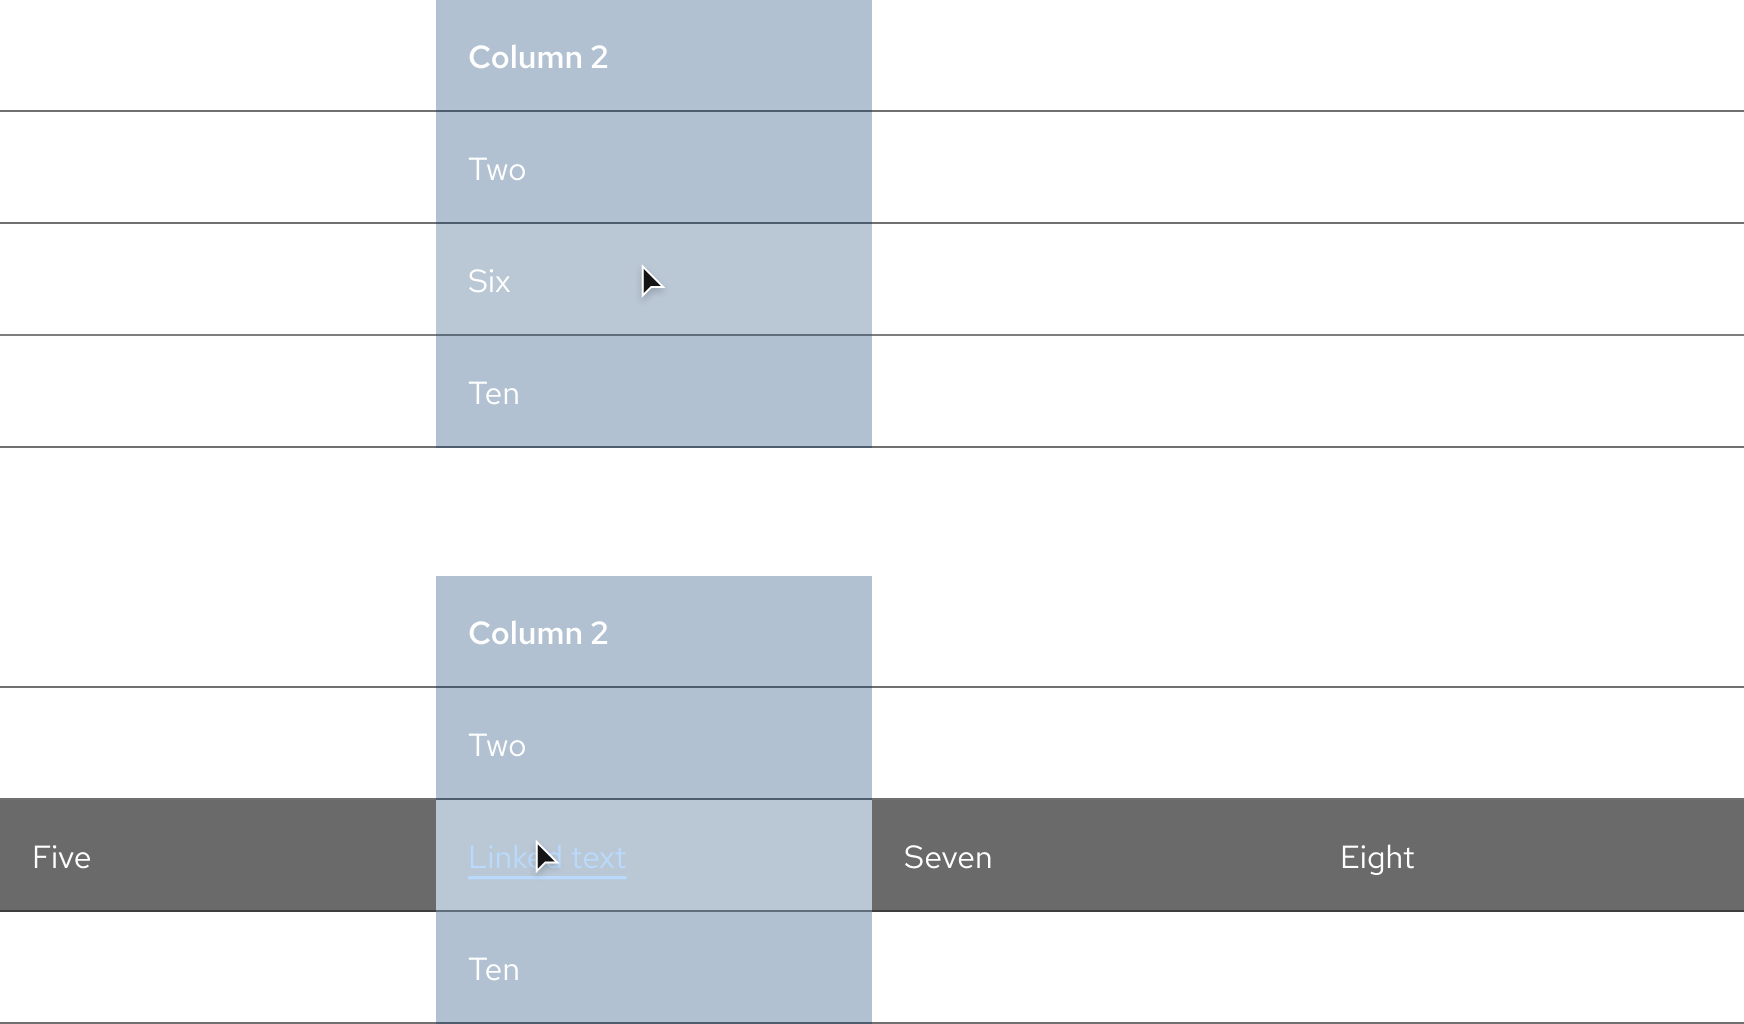 Column 2
Two
Six
Ten
Column 2
Two
Five Linked text Seven Eight
Ten